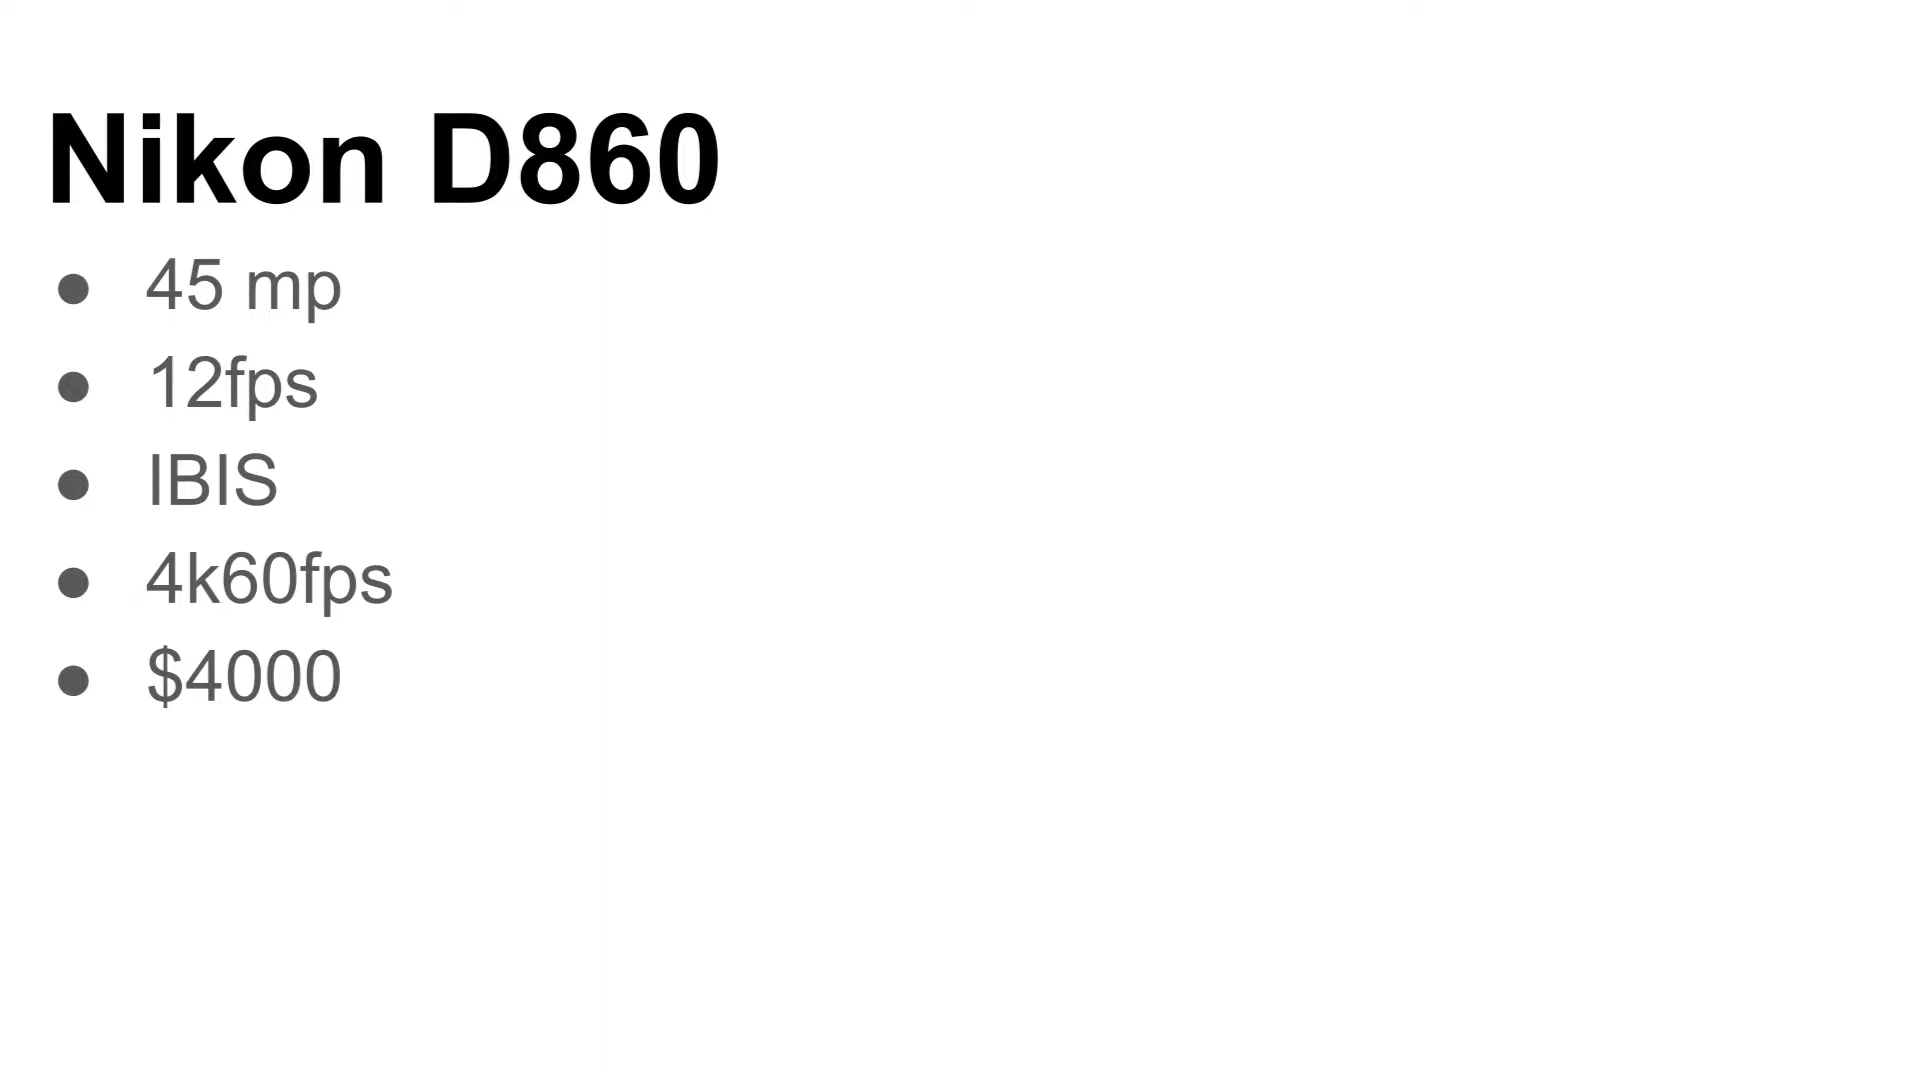 Nikon D860
● 45 mp
● 12fps
● IBIS
● 4k60fps
● $4000